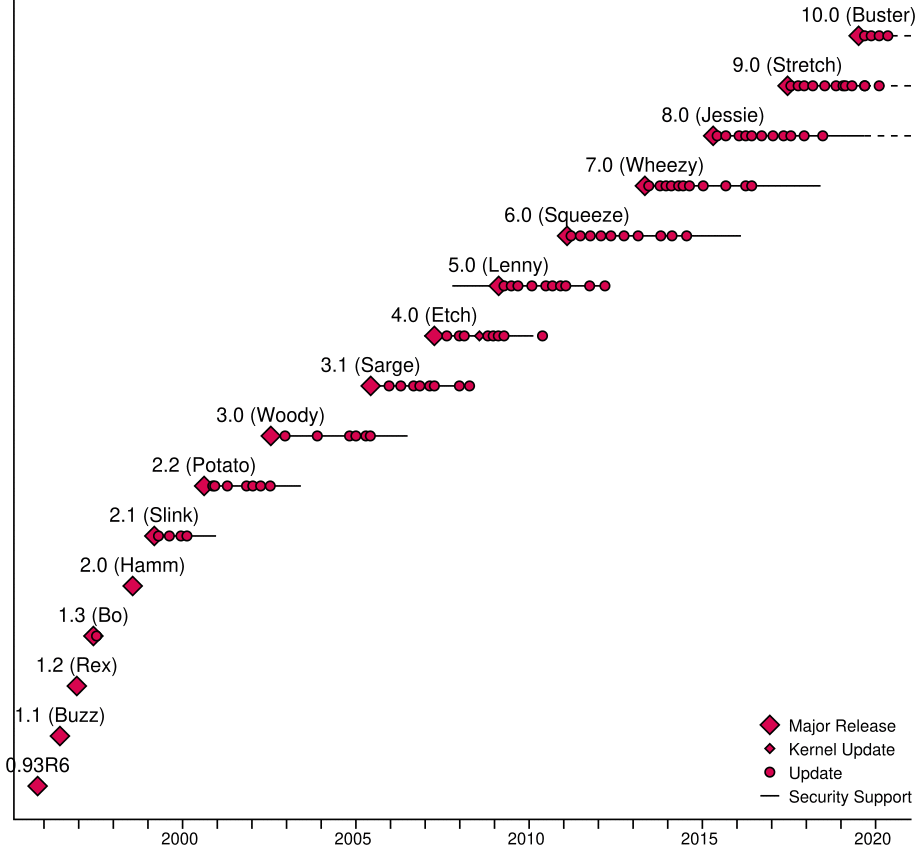 10.0 (Buster)
9.0 (Stretch)
8.0 (Jessie)
7.0 (Wheezy)
6.0 (Squeeze)
5.0 (Lenny)
4.0 (Etch)
3.1 (Sarge)
3.0 (Woody)
2.2 (Potato)
2.1 (Slink)
2.0 (Hamm)
1.3 (Bo)
1.2 (Rex)
1.1 (Buzz)
0.93R6
Major Release
Kernel Update
Update
Security Support
2000 2005 2010 2015 2020